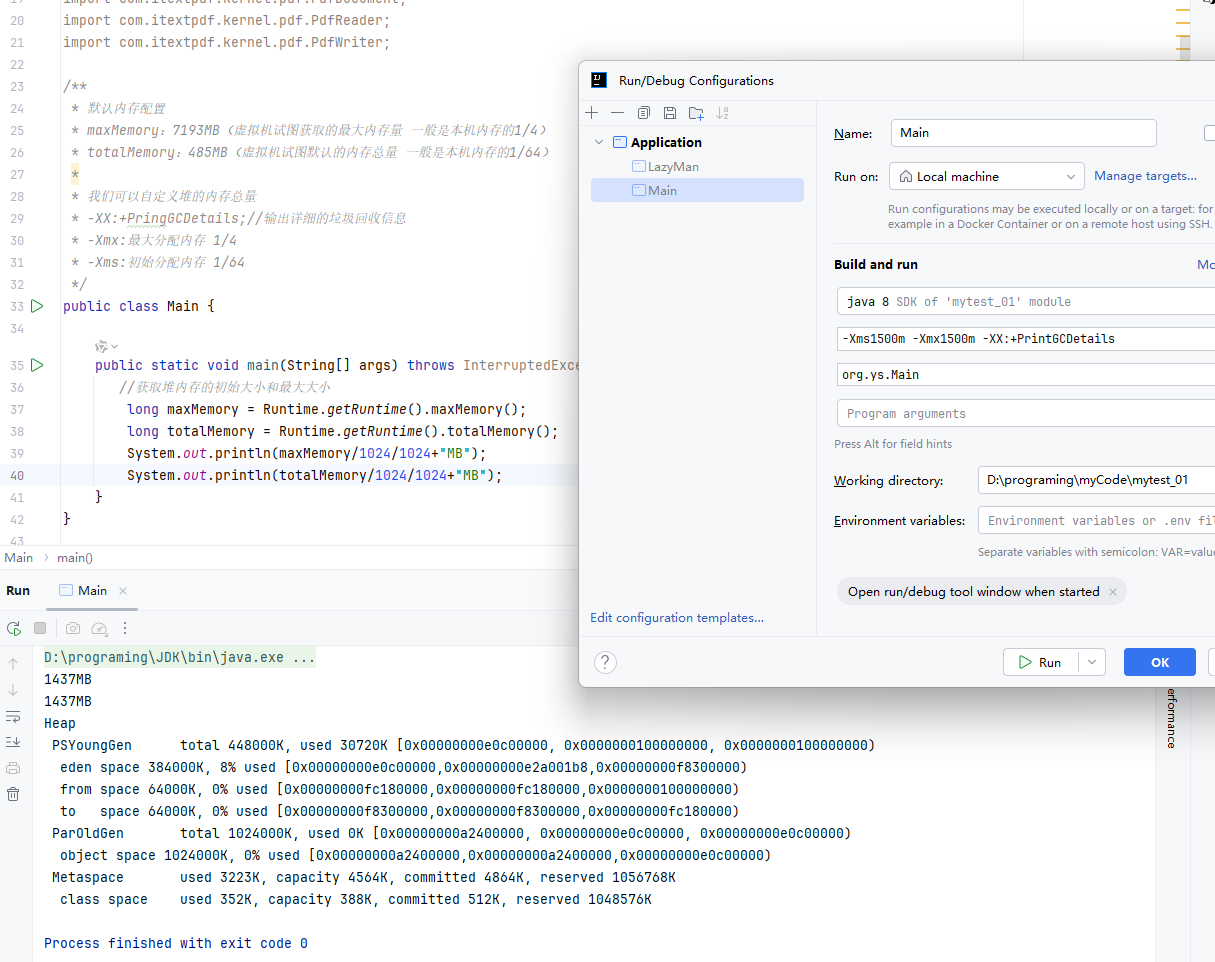 19 import com.itextpdf.kernel.pdf.PdfDocument;
20 import com.itextpdf.kernel.pdf.PdfReader;
21 import com.itextpdf.kernel.pdf.PdfWriter;
22
23 /**
24 * 默认内存配置
25 * maxMemory：7193MB（虚拟机试图获取的最大内存量 一般是本机内存的1/4）
26 * totalMemory：485MB（虚拟机试图默认的内存总量 一般是本机内存的1/64）
27 *
28 * 我们可以自定义堆的内存总量
29 * -XX:+PringGCDetails;//输出详细的垃圾回收信息
30 * -Xmx:最大分配内存 1/4
31 * -Xms:初始分配内存 1/64
32 */
33 public class Main {
34
35 public static void main(String[] args) throws InterruptedExce
36 //获取堆内存的初始大小和最大大小
37 long maxMemory = Runtime.getRuntime().maxMemory();
38 long totalMemory = Runtime.getRuntime().totalMemory();
39 System.out.println(maxMemory/1024/1024+"MB");
40 System.out.println(totalMemory/1024/1024+"MB");
41 }
42 }
43
Main › main()
Run/Debug Configurations
Application
LazyMan
Main
Edit configuration templates...
Name: Main
Run on: Local machine Manage targets...
Run configurations may be executed locally or on a target: for
example in a Docker Container or on a remote host using SSH.
Build and run Mo
java 8 SDK of 'mytest_01' module
-Xms1500m -Xmx1500m -XX:+PrintGCDetails
org.ys.Main
Program arguments
Press Alt for field hints
Working directory: D:\programing\myCode\mytest_01
Environment variables: Environment variables or .env fil
Separate variables with semicolon: VAR=value
Open run/debug tool window when started
? Run OK
erformance
Run Main
D:\programing\JDK\bin\java.exe ...
1437MB
1437MB
Heap
PSYoungGen total 448000K, used 30720K [0x00000000e0c00000, 0x0000000100000000, 0x0000000100000000)
eden space 384000K, 8% used [0x00000000e0c00000,0x00000000e2a001b8,0x00000000f8300000)
from space 64000K, 0% used [0x00000000fc180000,0x00000000fc180000,0x0000000100000000)
to space 64000K, 0% used [0x00000000f8300000,0x00000000f8300000,0x00000000fc180000)
ParOldGen total 1024000K, used 0K [0x00000000a2400000, 0x00000000e0c00000, 0x00000000e0c00000)
object space 1024000K, 0% used [0x00000000a2400000,0x00000000a2400000,0x00000000e0c00000)
Metaspace used 3223K, capacity 4564K, committed 4864K, reserved 1056768K
class space used 352K, capacity 388K, committed 512K, reserved 1048576K
Process finished with exit code 0